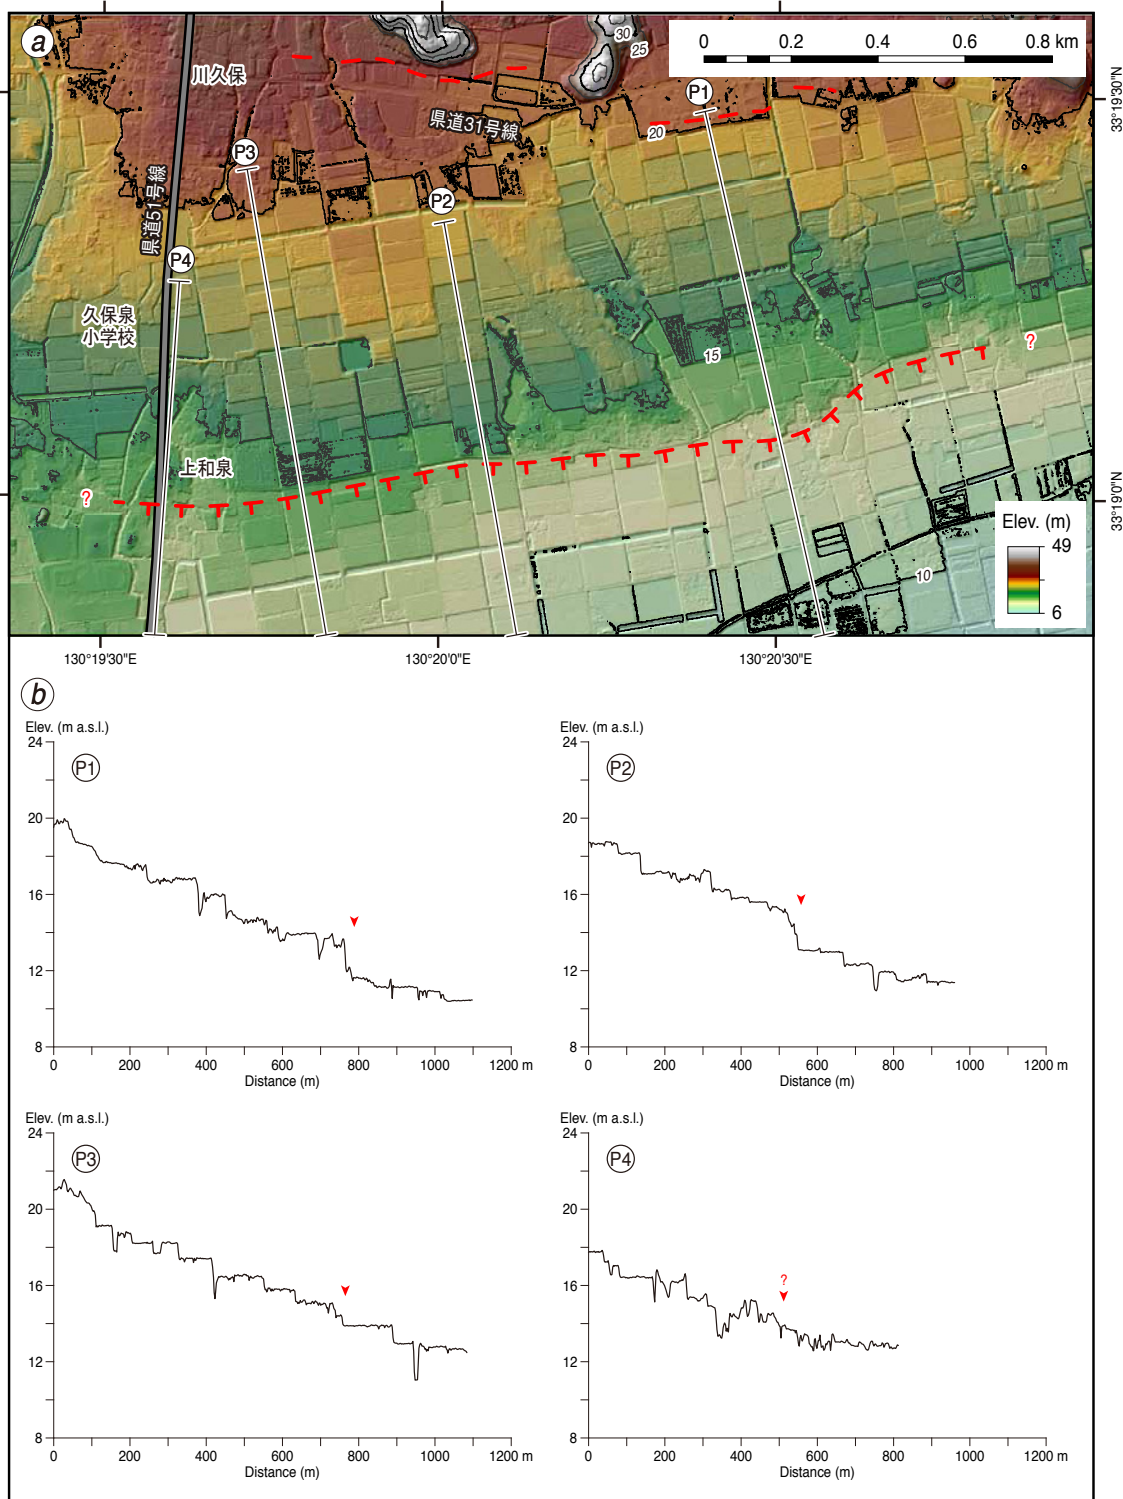 a
0 0.2 0.4 0.6 0.8 km
30
25
20
15
10
川久保
県道31号線
県道51号線
久保泉
小学校
上和泉
P1
P2
P3
P4
?
?
Elev. (m)
49
6
33°19'30"N
33°19'0"N
130°19'30"E
130°20'0"E
130°20'30"E
b
Elev. (m a.s.l.)
P1
24
20
16
12
8
0 200 400 600 800 1000 1200 m
Distance (m)
Elev. (m a.s.l.)
P2
24
20
16
12
8
0 200 400 600 800 1000 1200 m
Distance (m)
Elev. (m a.s.l.)
P3
24
20
16
12
8
0 200 400 600 800 1000 1200 m
Distance (m)
Elev. (m a.s.l.)
P4
?
24
20
16
12
8
0 200 400 600 800 1000 1200 m
Distance (m)